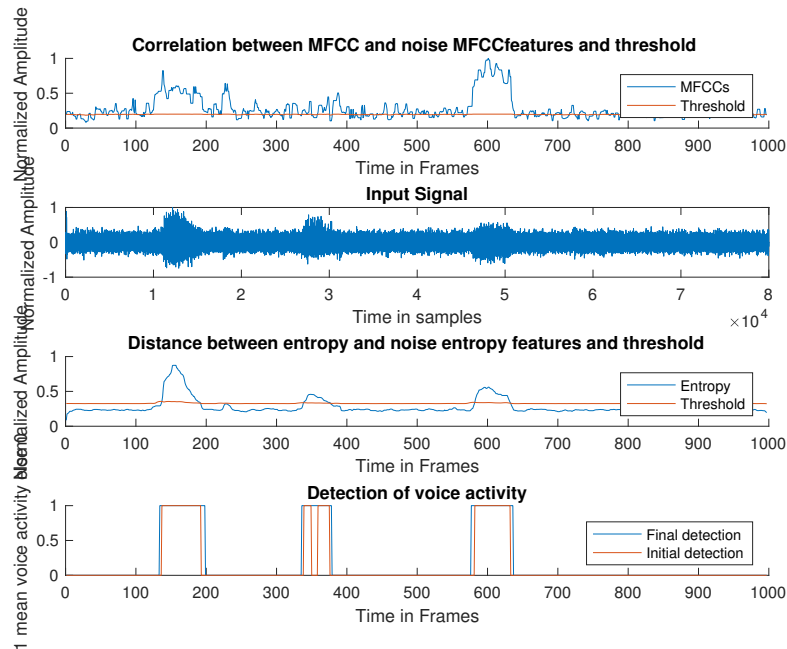 Correlation between MFCC and noise MFCCfeatures and threshold
Normalized Amplitude
1
0.5
0
MFCCs
Threshold
0 100 200 300 400 500 600 700 800 900 1000
Time in Frames
Input Signal
Normalized Amplitude
1
0
-1
0 1 2 3 4 5 6 7 8
Time in samples
×10⁴
Distance between entropy and noise entropy features and threshold
Normalized Amplitude
1
0.5
0
Entropy
Threshold
0 100 200 300 400 500 600 700 800 900 1000
Time in Frames
Detection of voice activity
1 mean voice activity else 0
1
0.5
0
Final detection
Initial detection
0 100 200 300 400 500 600 700 800 900 1000
Time in Frames